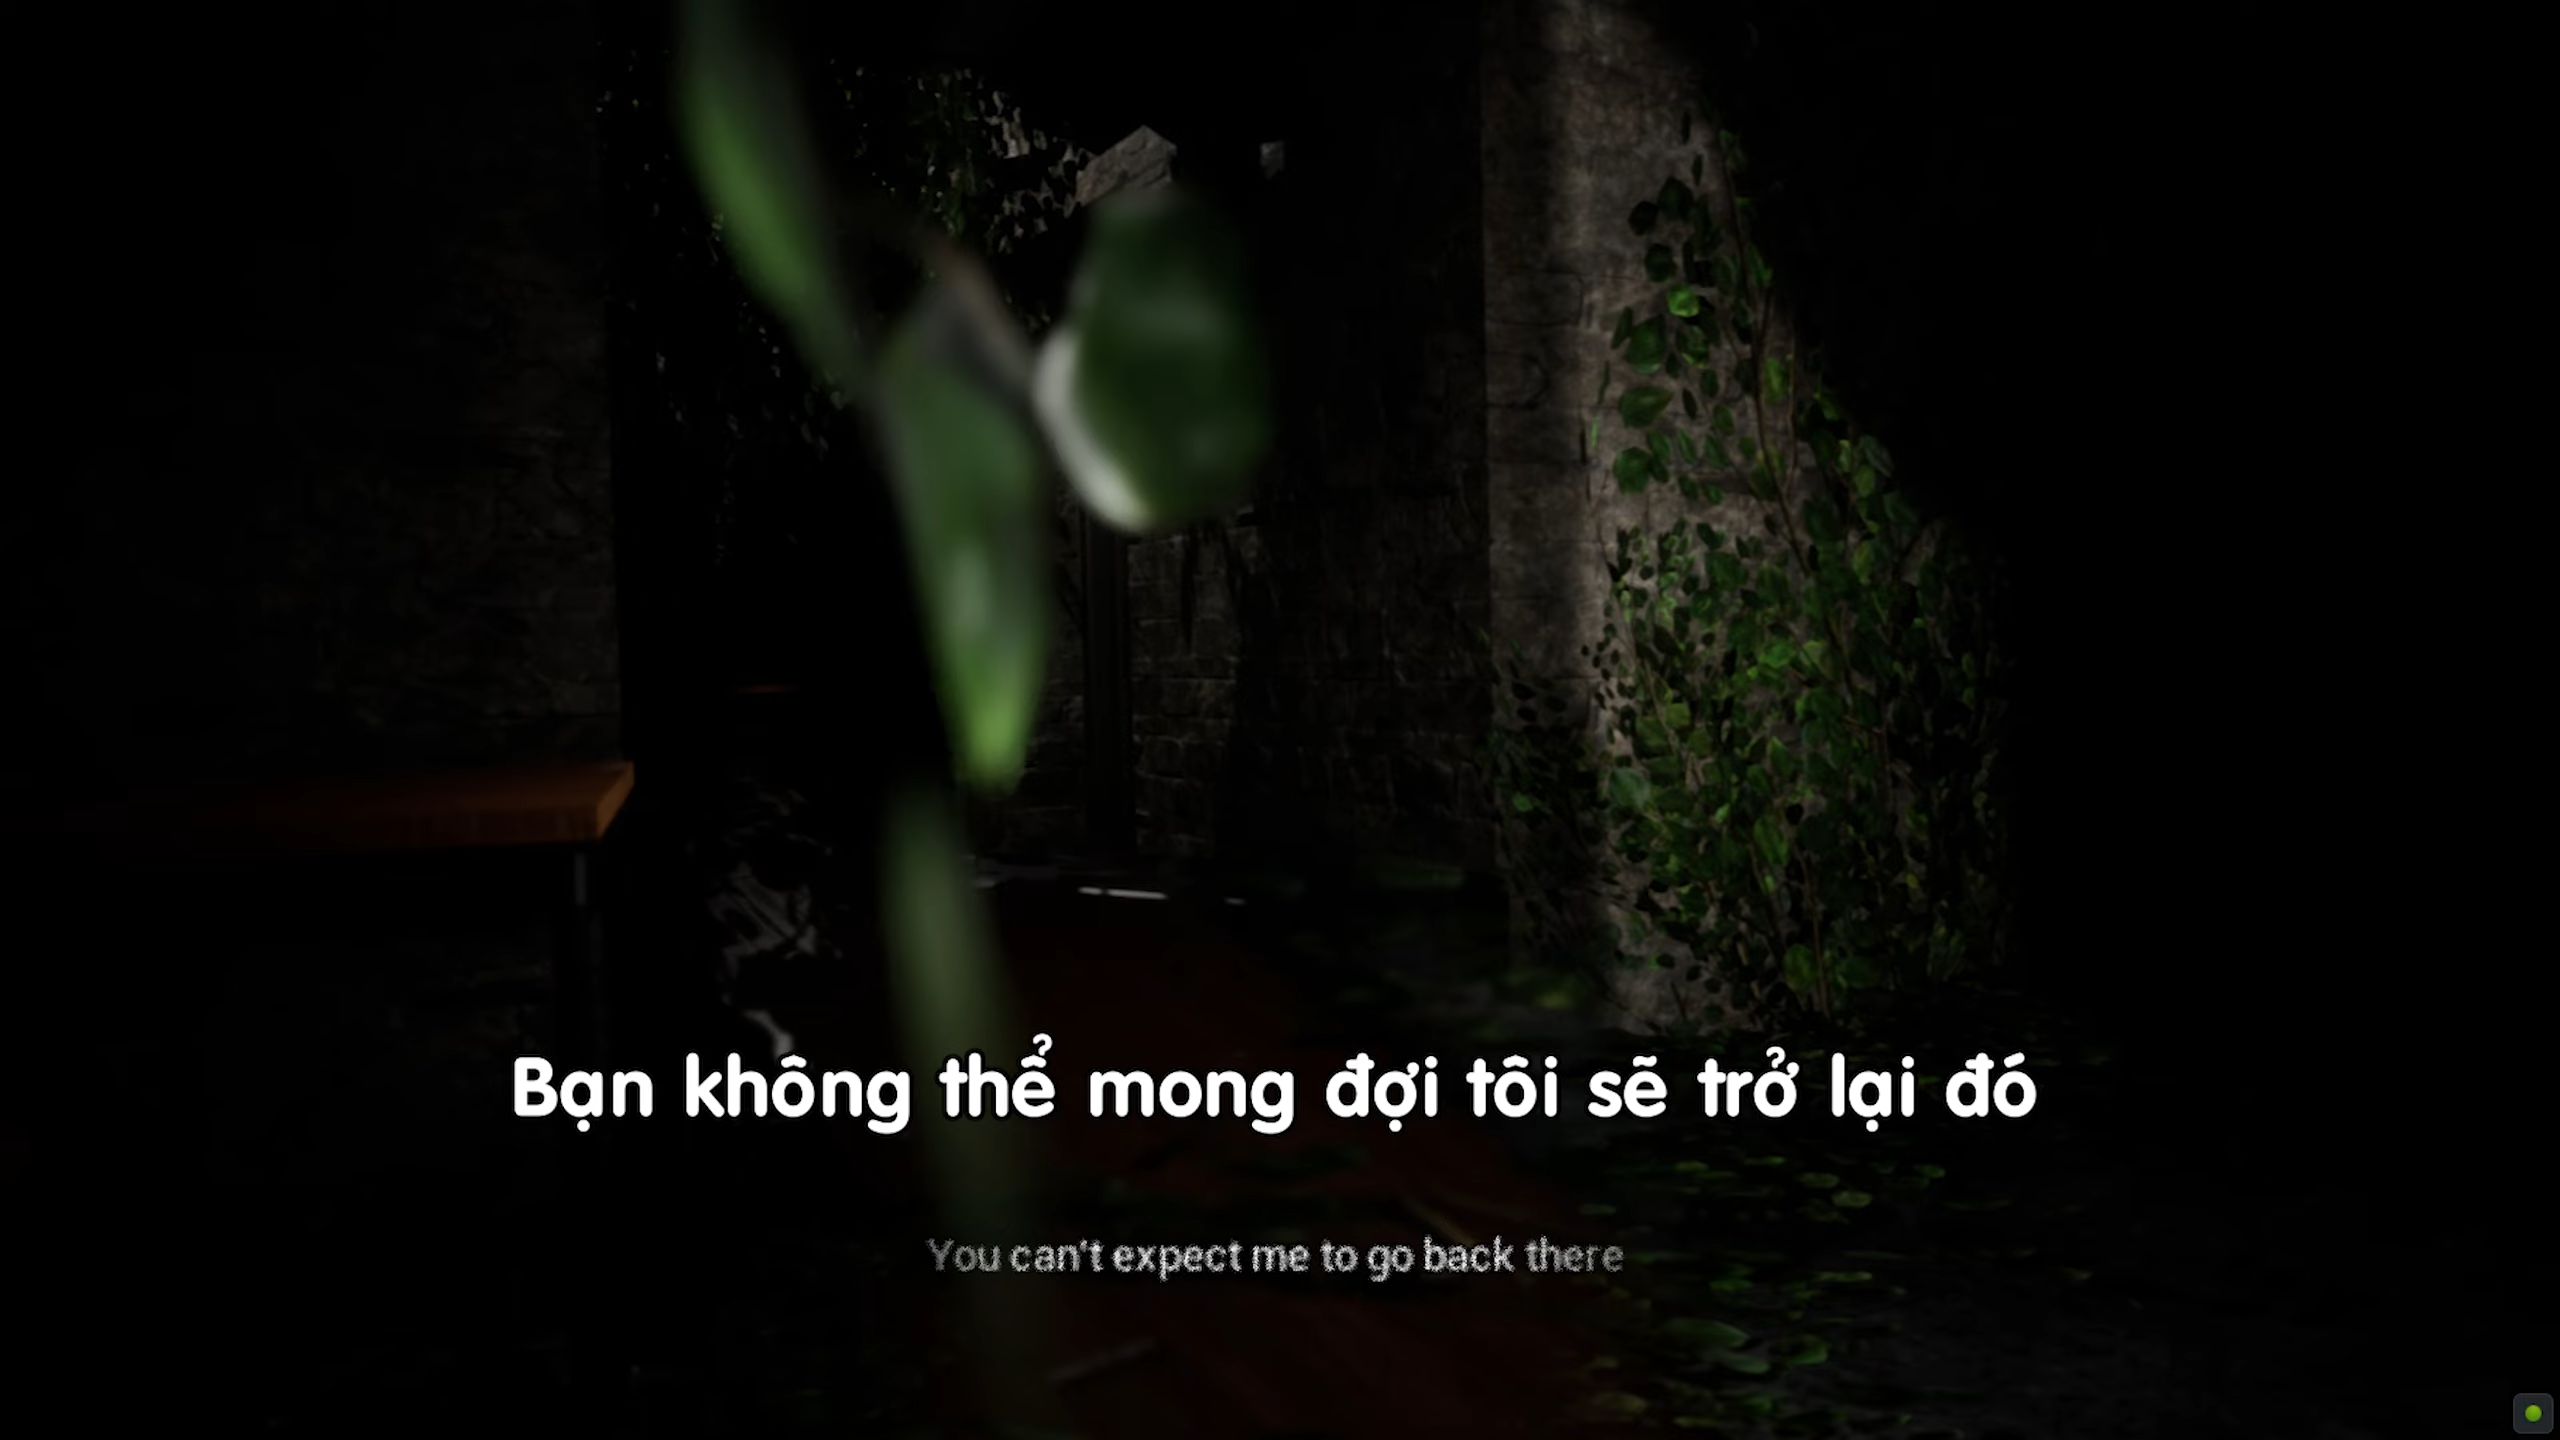 Bạn không thể mong đợi tôi sẽ trở lại đó
You can't expect me to go back there